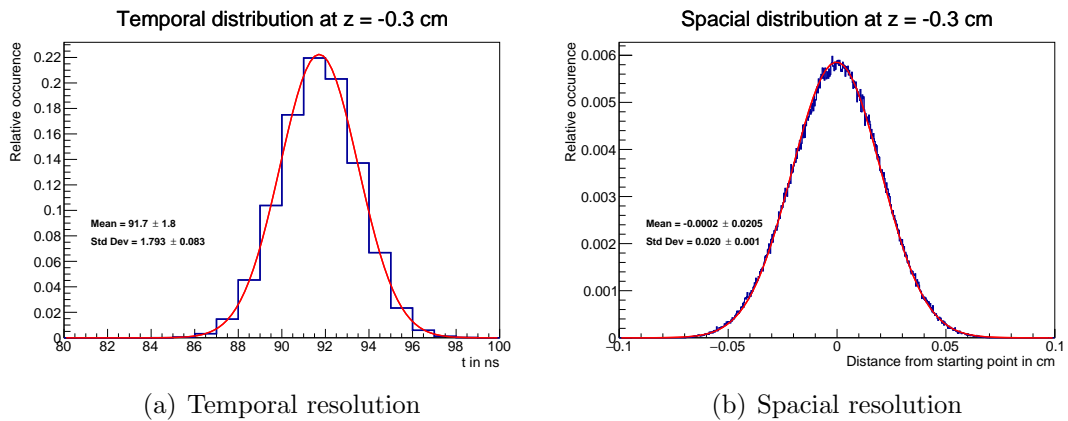 Temporal distribution at z = -0.3 cm
Relative occurence
0.22
0.2
0.18
0.16
0.14
0.12
0.1
0.08
0.06
0.04
0.02
0
Mean = 91.7 ± 1.8
Std Dev = 1.793 ± 0.083
80 82 84 86 88 90 92 94 96 98 100
t in ns
(a) Temporal resolution
Spacial distribution at z = -0.3 cm
Relative occurence
0.006
0.005
0.004
0.003
0.002
0.001
0
Mean = -0.0002 ± 0.0205
Std Dev = 0.020 ± 0.001
−0.1 −0.05 0 0.05 0.1
Distance from starting point in cm
(b) Spacial resolution